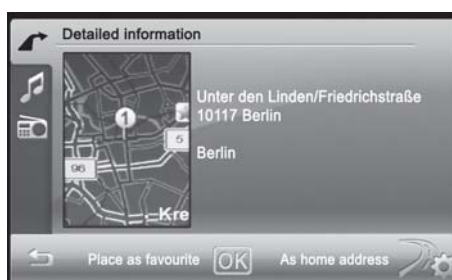 Detailed information
1
Unter den Linden/Friedrichstraße
10117 Berlin
5
Berlin
96
Kre
Place as favourite OK As home address